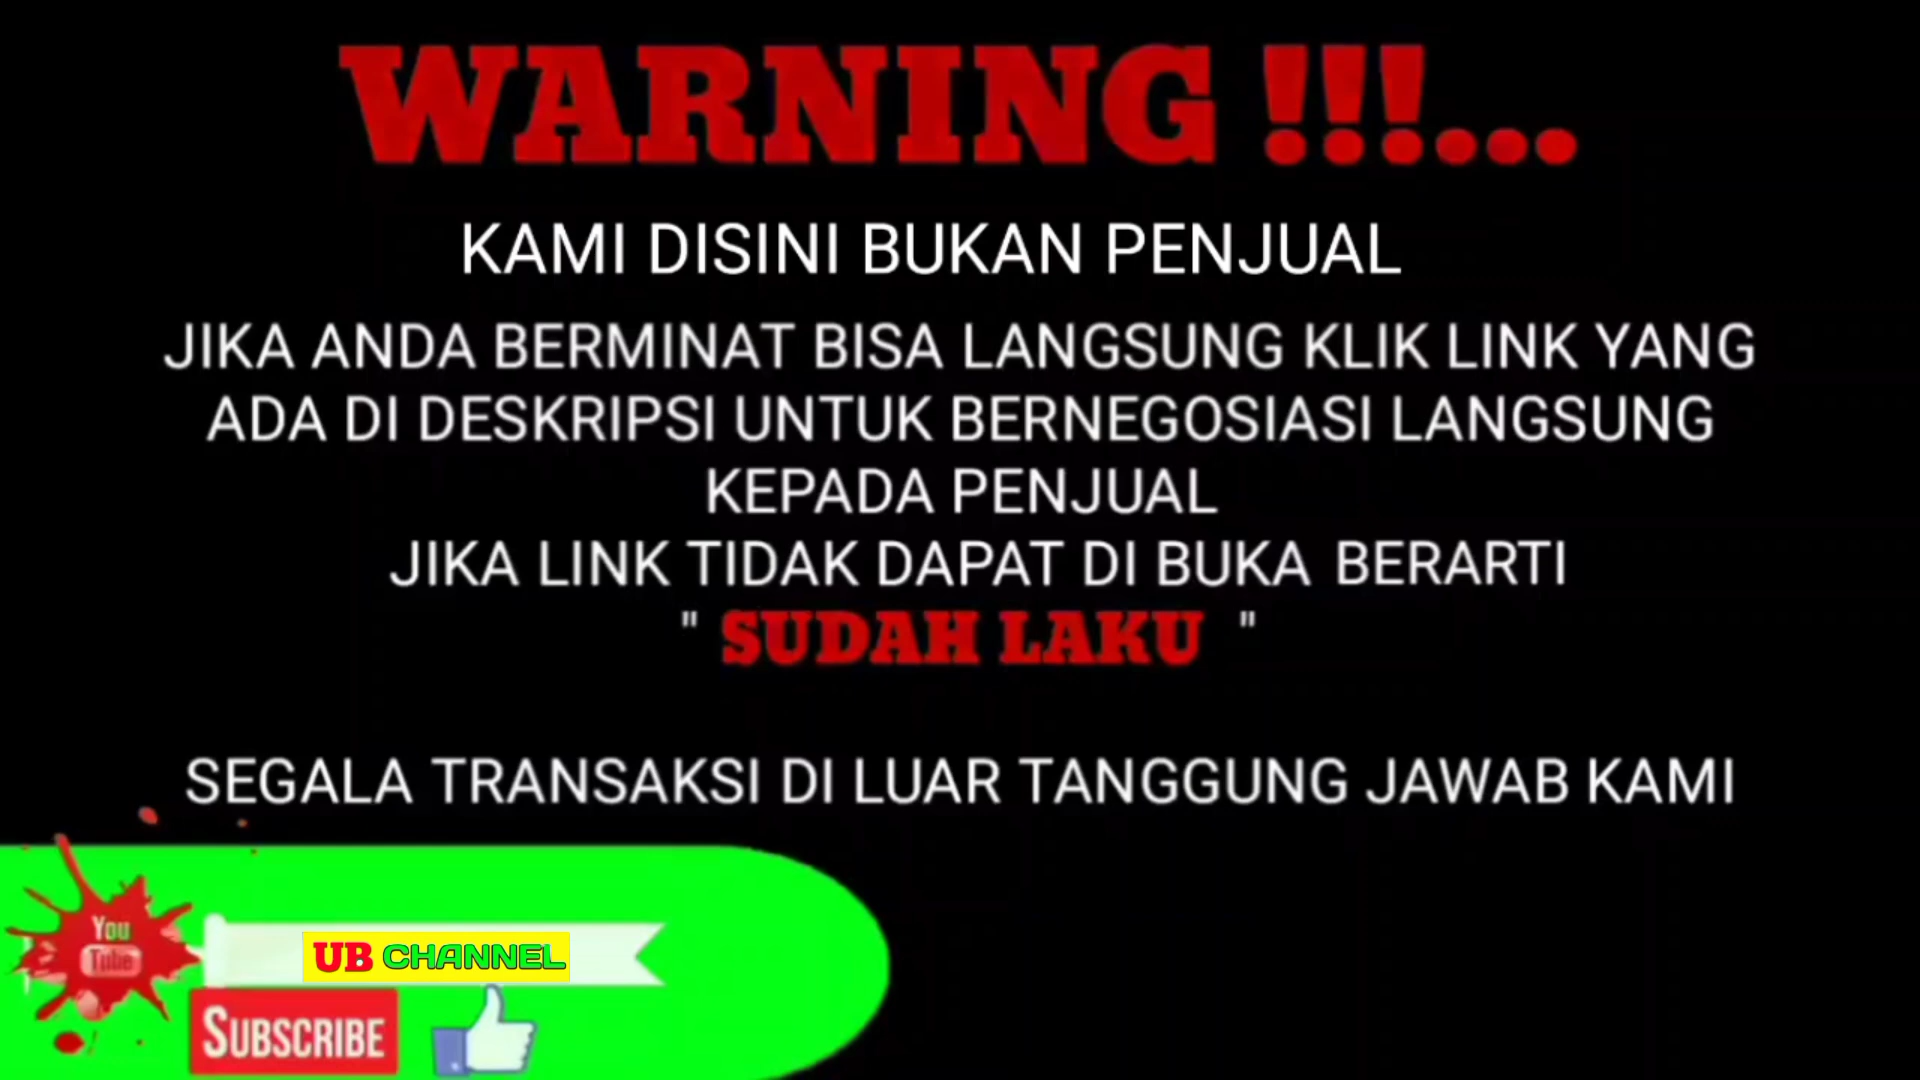 WARNING !!!...
KAMI DISINI BUKAN PENJUAL
JIKA ANDA BERMINAT BISA LANGSUNG KLIK LINK YANG
ADA DI DESKRIPSI UNTUK BERNEGOSIASI LANGSUNG
KEPADA PENJUAL
JIKA LINK TIDAK DAPAT DI BUKA BERARTI
" SUDAH LAKU "
SEGALA TRANSAKSI DI LUAR TANGGUNG JAWAB KAMI
You
Tube
UB CHANNEL
SUBSCRIBE